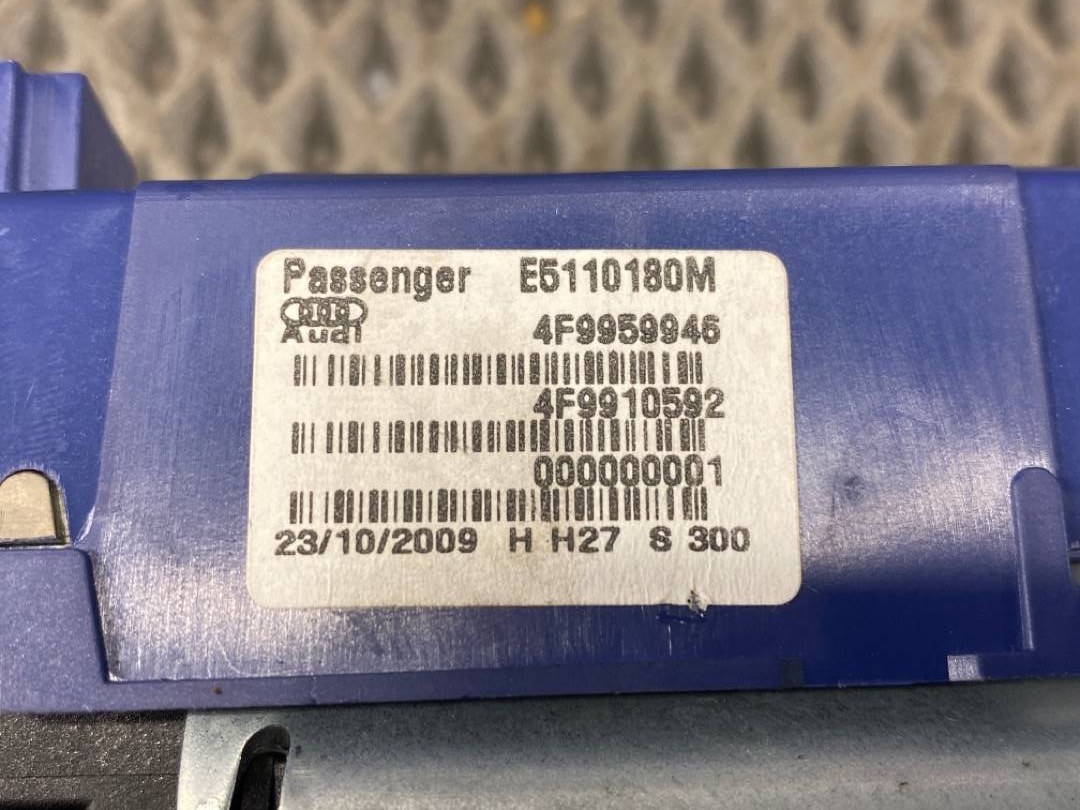 Passenger E5110180M
Audi 4F9959946
4F9910592
000000001
23/10/2009 H H27 S 300